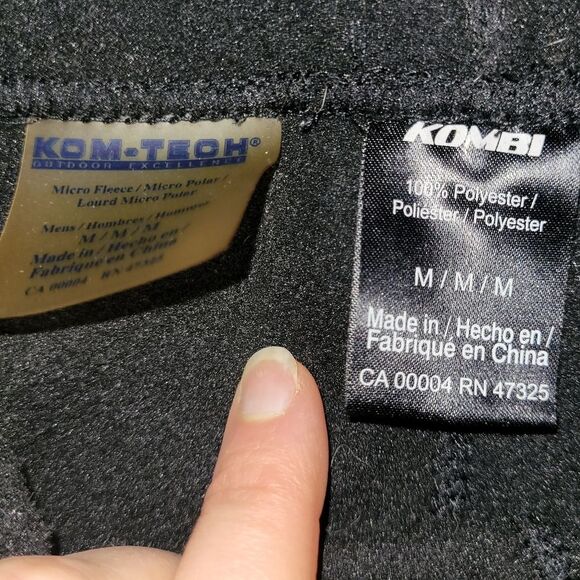 KOM-TECH®
OUTDOOR EXCELLENCE
Micro Fleece / Micro Polar /
Lourd Micro Polar
Mens / Hombres / Hommes
M / M / M
Made in / Hecho en /
Fabriqué en China
CA 00004 RN 47325
KOMBI
100% Polyester /
Poliéster / Polyester
M / M / M
Made in / Hecho en /
Fabriqué en China
CA 00004 RN 47325